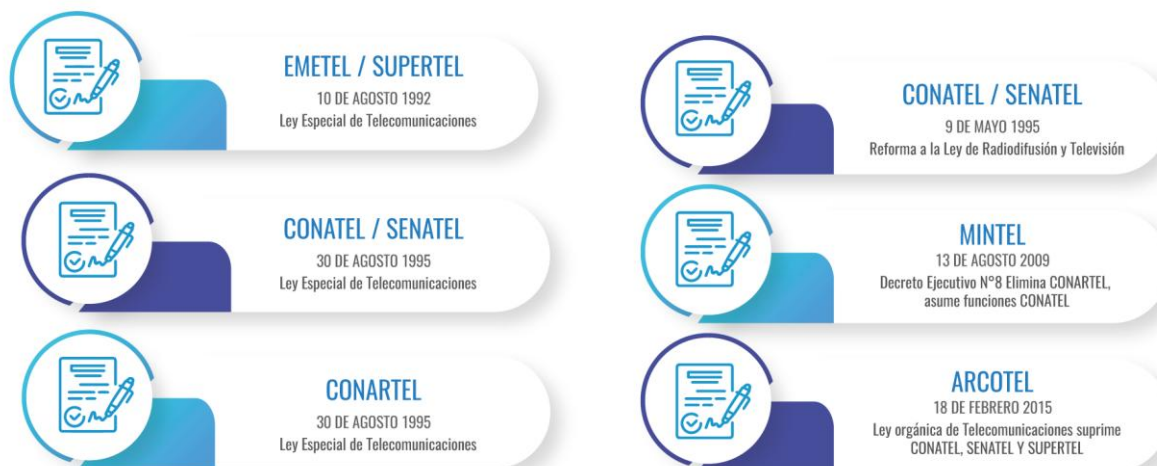 EMETEL / SUPERTEL
10 DE AGOSTO 1992
Ley Especial de Telecomunicaciones
CONATEL / SENATEL
30 DE AGOSTO 1995
Ley Especial de Telecomunicaciones
CONARTEL
30 DE AGOSTO 1995
Ley Especial de Telecomunicaciones
CONATEL / SENATEL
9 DE MAYO 1995
Reforma a la Ley de Radiodifusión y Televisión
MINTEL
13 DE AGOSTO 2009
Decreto Ejecutivo N°8 Elimina CONARTEL,
asume funciones CONATEL
ARCOTEL
18 DE FEBRERO 2015
Ley orgánica de Telecomunicaciones suprime
CONATEL, SENATEL Y SUPERTEL